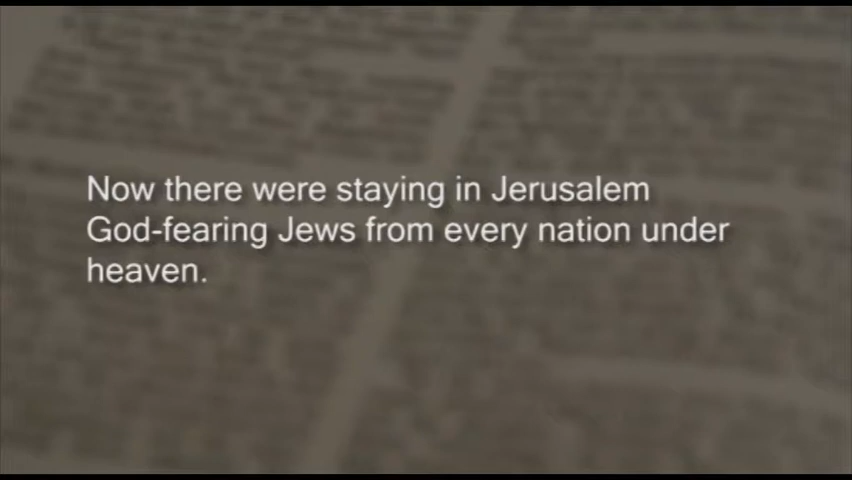 Now there were staying in Jerusalem
God-fearing Jews from every nation under
heaven.